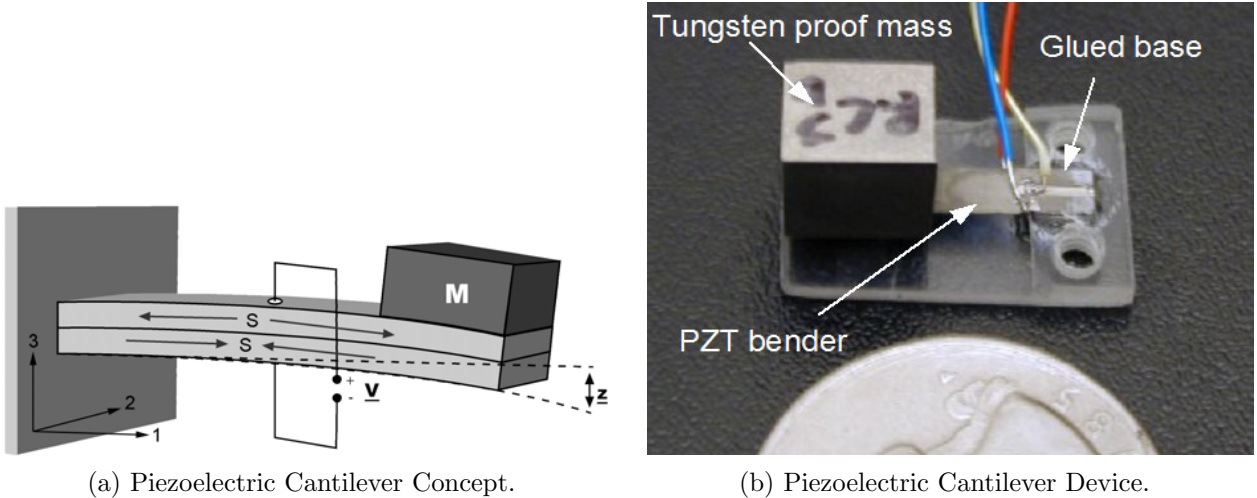 M
S
S
3
2
1
+
-
V
z
(a) Piezoelectric Cantilever Concept.
Tungsten proof mass
Glued base
PZT bender
(b) Piezoelectric Cantilever Device.